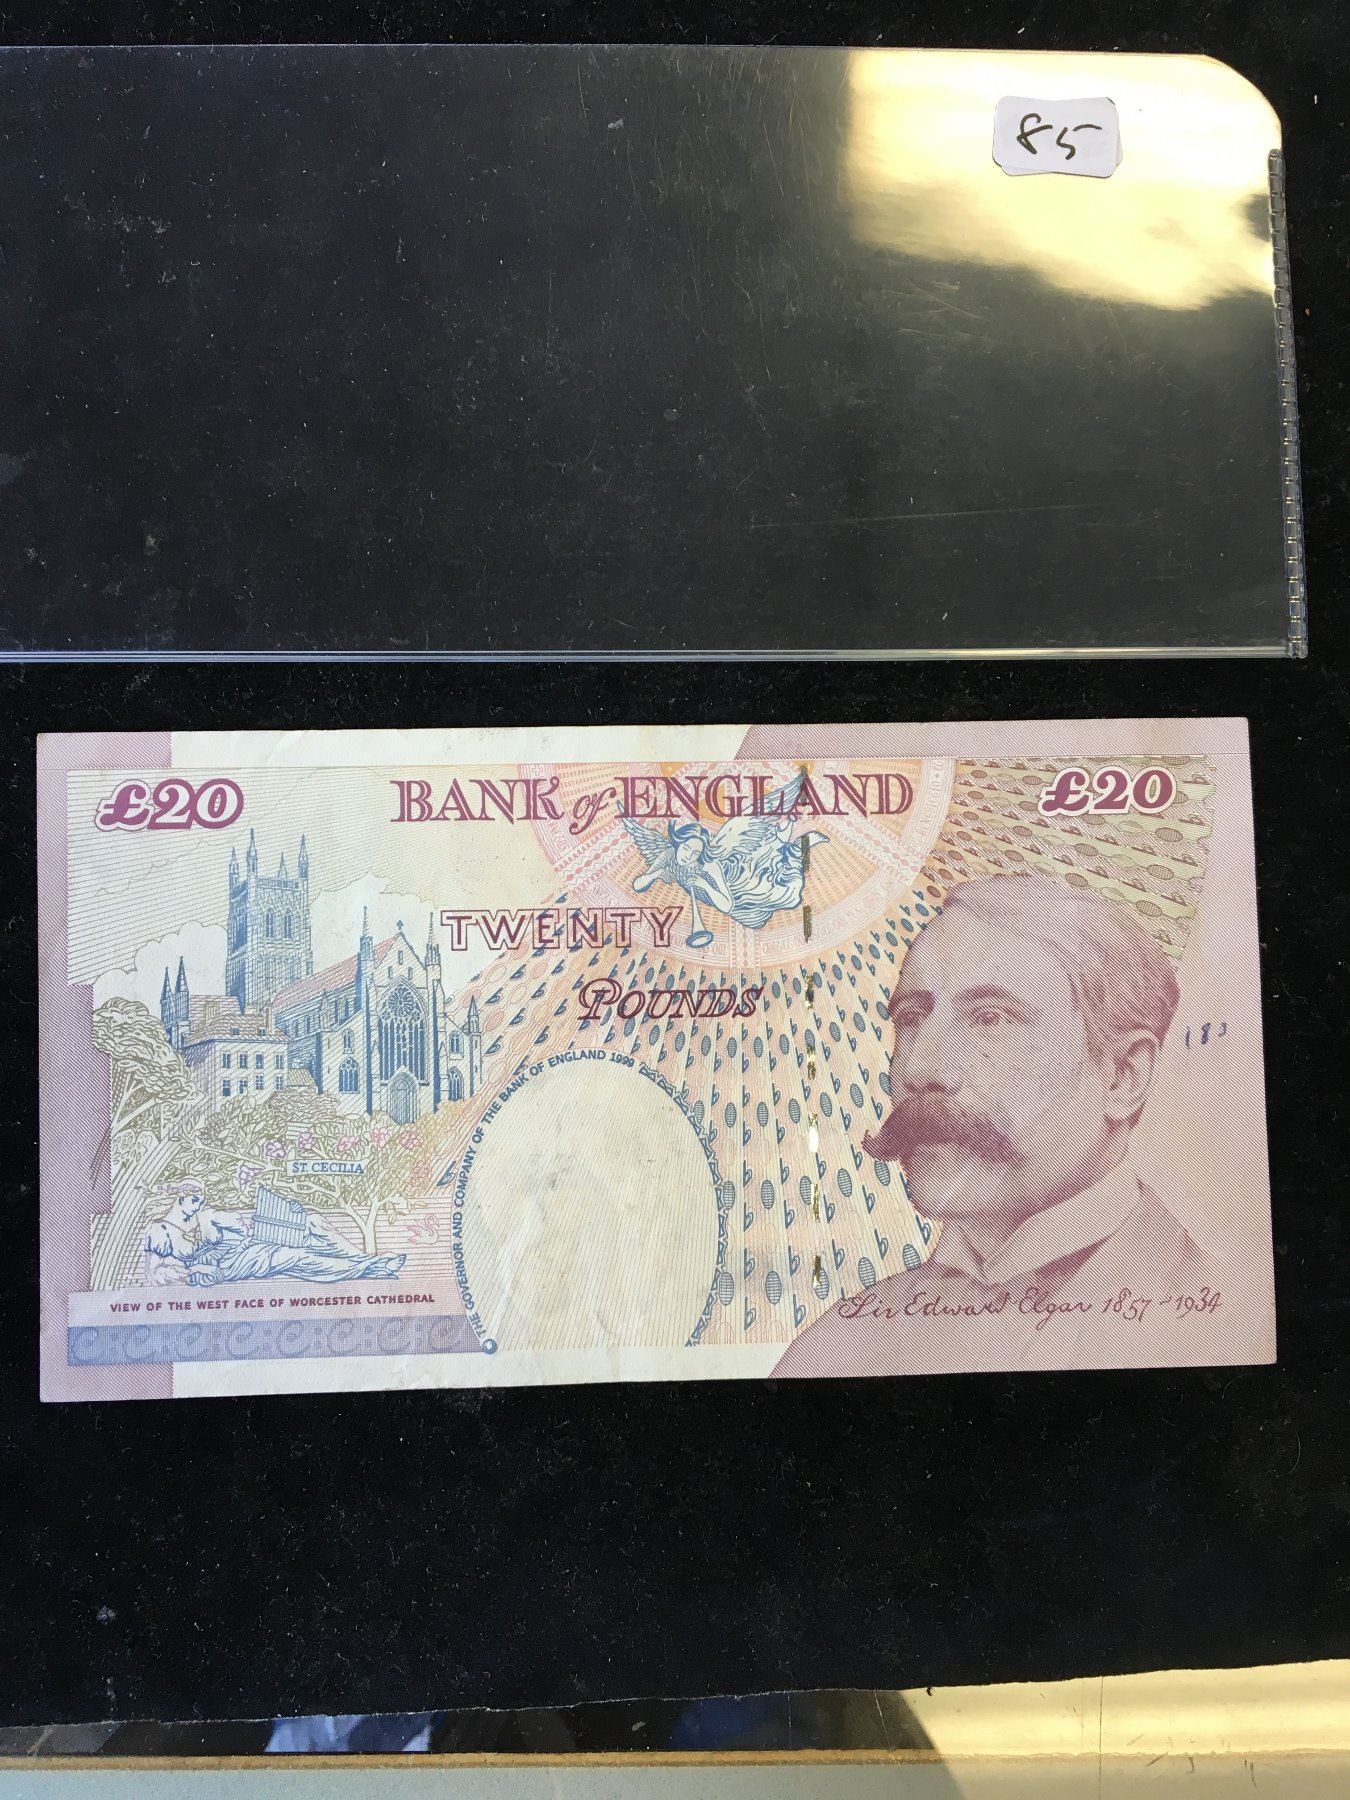 85
£20 BANK of ENGLAND £20
TWENTY
POUNDS
183
THE GOVERNOR AND COMPANY OF THE BANK OF ENGLAND 1999
ST. CECILIA
VIEW OF THE WEST FACE OF WORCESTER CATHEDRAL
Sir Edward Elgar 1857-1934